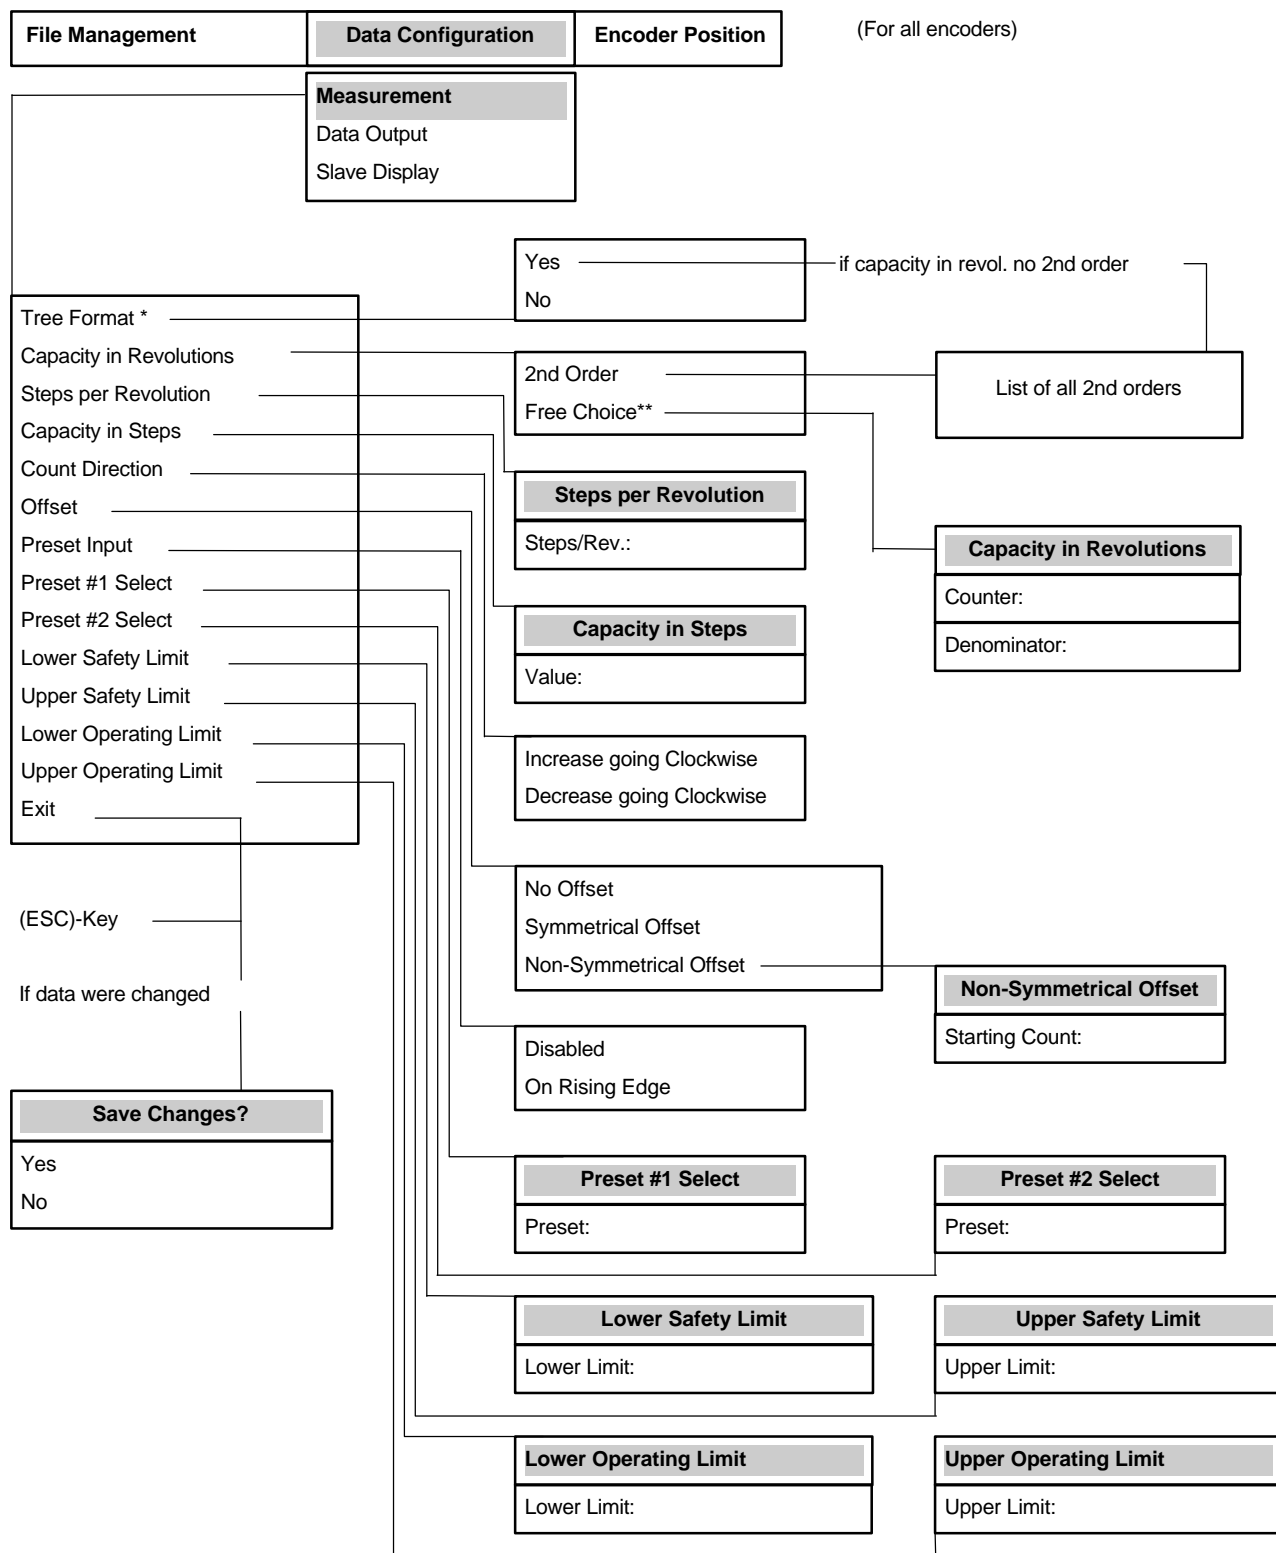 File Management
Data Configuration
Encoder Position
(For all encoders)
Measurement
Data Output
Slave Display
Yes
if capacity in revol. no 2nd order
No
Tree Format *
Capacity in Revolutions
Steps per Revolution
Capacity in Steps
Count Direction
Offset
Preset Input
Preset #1 Select
Preset #2 Select
Lower Safety Limit
Upper Safety Limit
Lower Operating Limit
Upper Operating Limit
Exit
2nd Order
Free Choice**
List of all 2nd orders
Steps per Revolution
Steps/Rev.:
Capacity in Revolutions
Counter:
Denominator:
Capacity in Steps
Value:
Increase going Clockwise
Decrease going Clockwise
No Offset
Symmetrical Offset
Non-Symmetrical Offset
Non-Symmetrical Offset
Starting Count:
(ESC)-Key
If data were changed
Save Changes?
Yes
No
Disabled
On Rising Edge
Preset #1 Select
Preset:
Preset #2 Select
Preset:
Lower Safety Limit
Lower Limit:
Upper Safety Limit
Upper Limit:
Lower Operating Limit
Lower Limit:
Upper Operating Limit
Upper Limit: